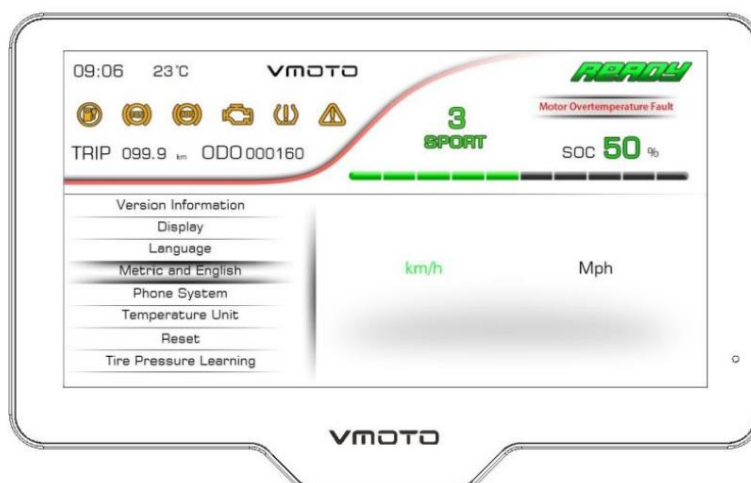 09:06 23°C VMOTO READY
Motor Overtemperature Fault
3
SPORT
TRIP 099.9 km ODO 000160
SOC 50 %
Version Information
Display
Language
Metric and English
Phone System
Temperature Unit
Reset
Tire Pressure Learning
km/h Mph
VMOTO